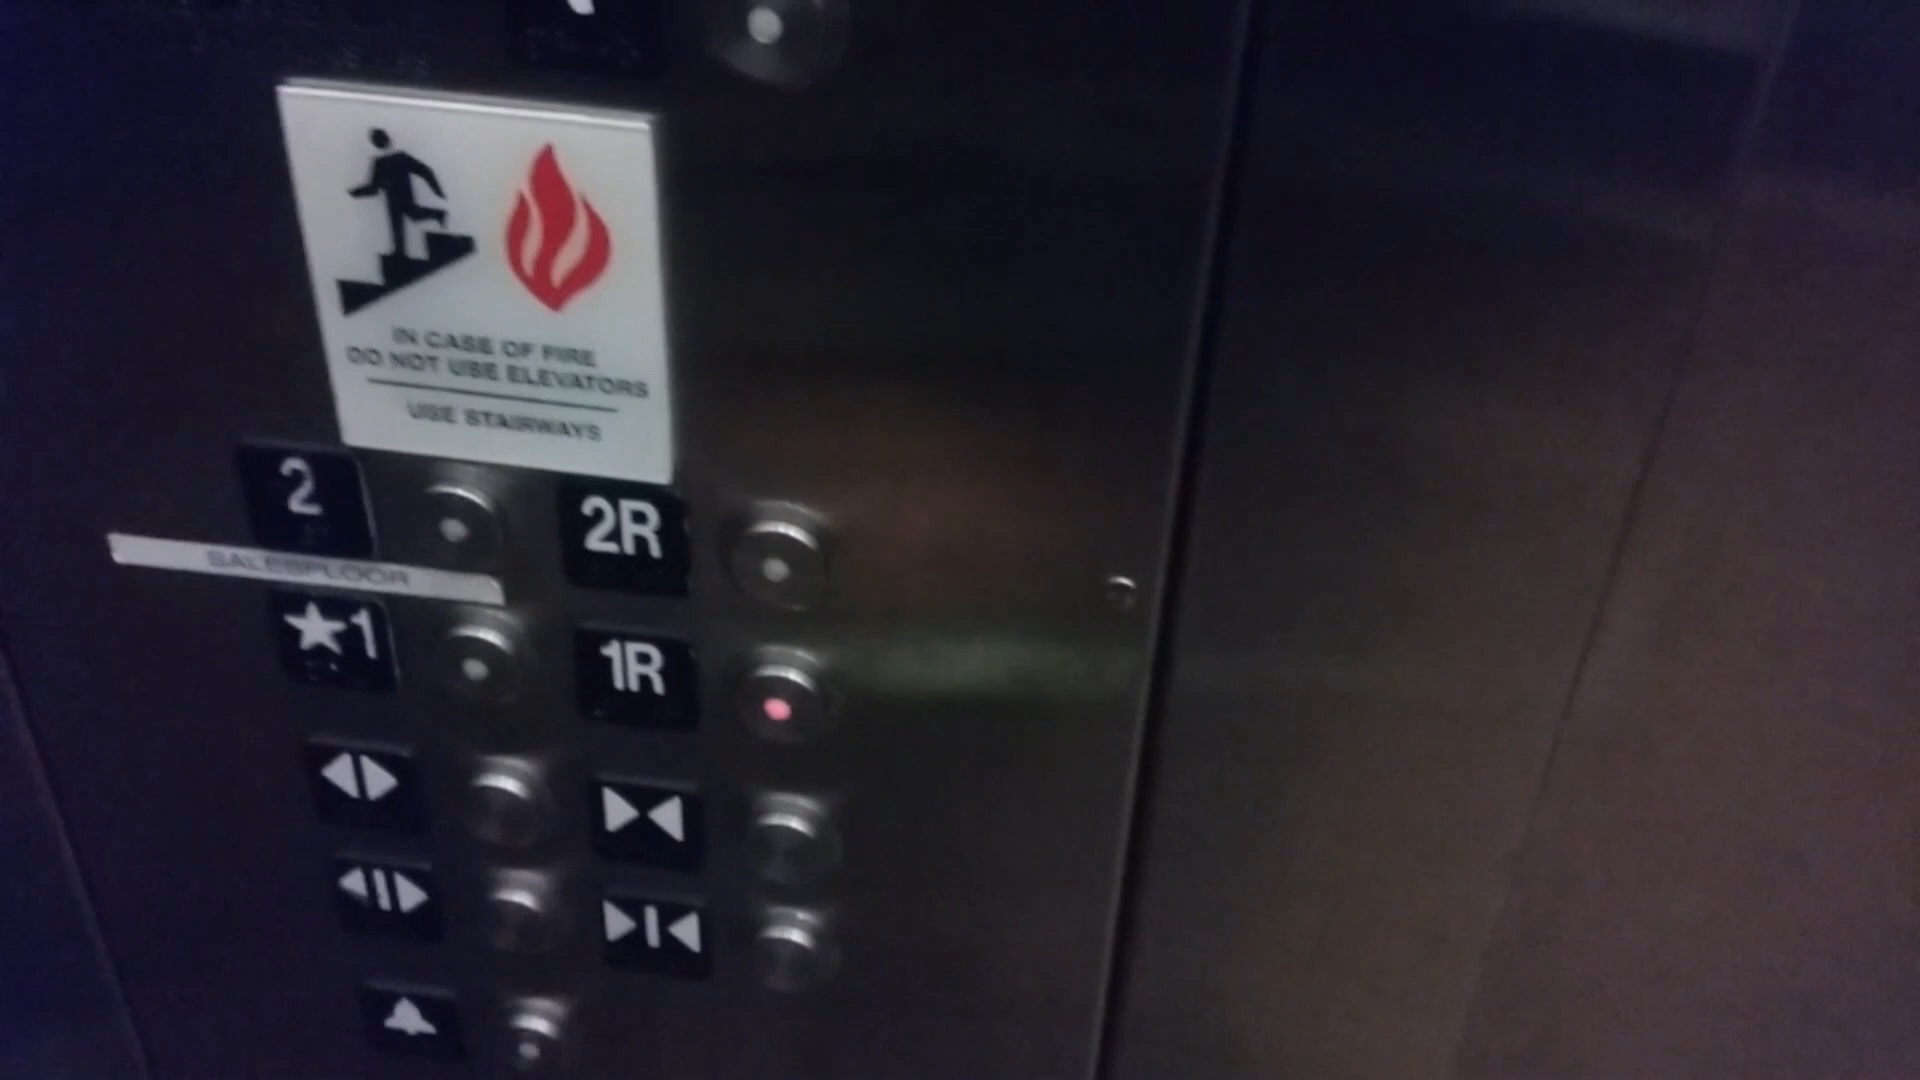 IN CASE OF FIRE
DO NOT USE ELEVATORS
USE STAIRWAYS
2
2R
SALESFLOOR
★1
1R